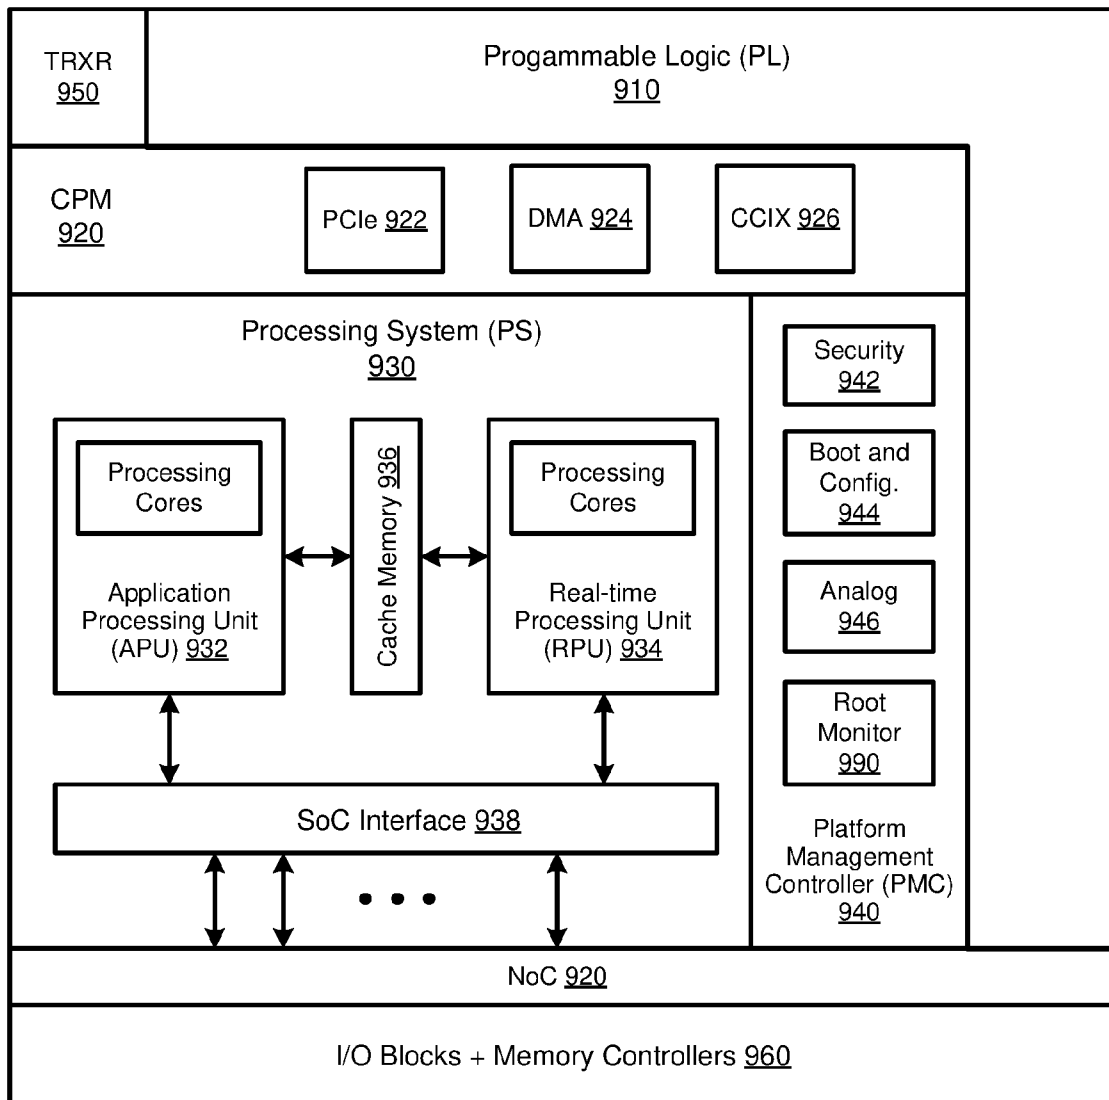 TRXR
950
Progammable Logic (PL)
910
CPM
920
PCIe 922
DMA 924
CCIX 926
Processing System (PS)
930
Processing
Cores
Application
Processing Unit
(APU) 932
Cache Memory 936
Processing
Cores
Real-time
Processing Unit
(RPU) 934
SoC Interface 938
Security
942
Boot and
Config.
944
Analog
946
Root
Monitor
990
Platform
Management
Controller (PMC)
940
NoC 920
I/O Blocks + Memory Controllers 960